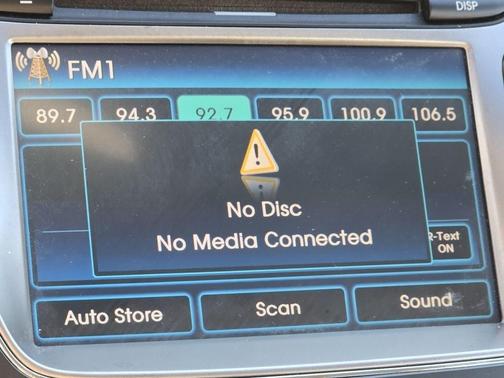 DISP
FM1
89.7 94.3 92.7 95.9 100.9 106.5
No Disc
No Media Connected
R-Text
ON
Auto Store Scan Sound